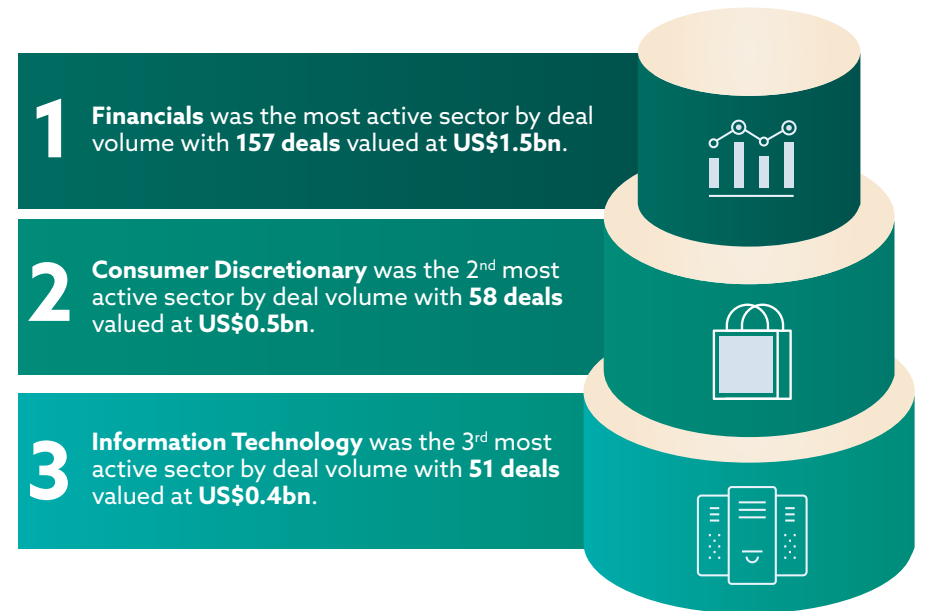 1
Financials was the most active sector by deal
volume with 157 deals valued at US$1.5bn.
2
Consumer Discretionary was the 2nd most
active sector by deal volume with 58 deals
valued at US$0.5bn.
3
Information Technology was the 3rd most
active sector by deal volume with 51 deals
valued at US$0.4bn.